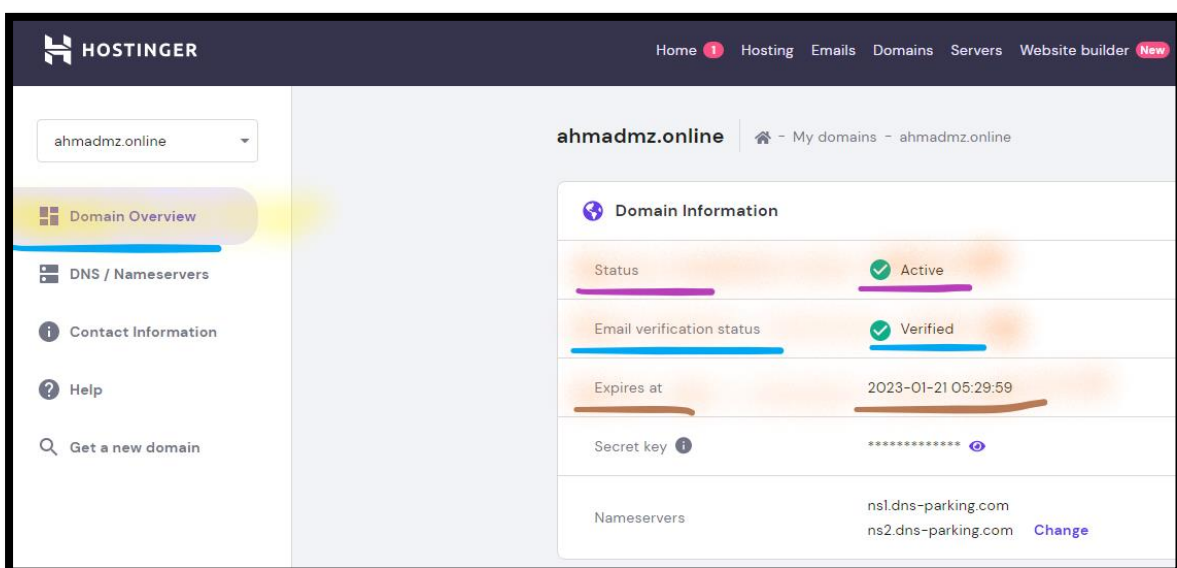 HOSTINGER
Home 1 Hosting Emails Domains Servers Website builder New
ahmadmz.online
Domain Overview
DNS / Nameservers
Contact Information
Help
Get a new domain
ahmadmz.online - My domains - ahmadmz.online
Domain Information
Status Active
Email verification status Verified
Expires at 2023-01-21 05:29:59
Secret key *************
Nameservers
ns1.dns-parking.com
ns2.dns-parking.com Change